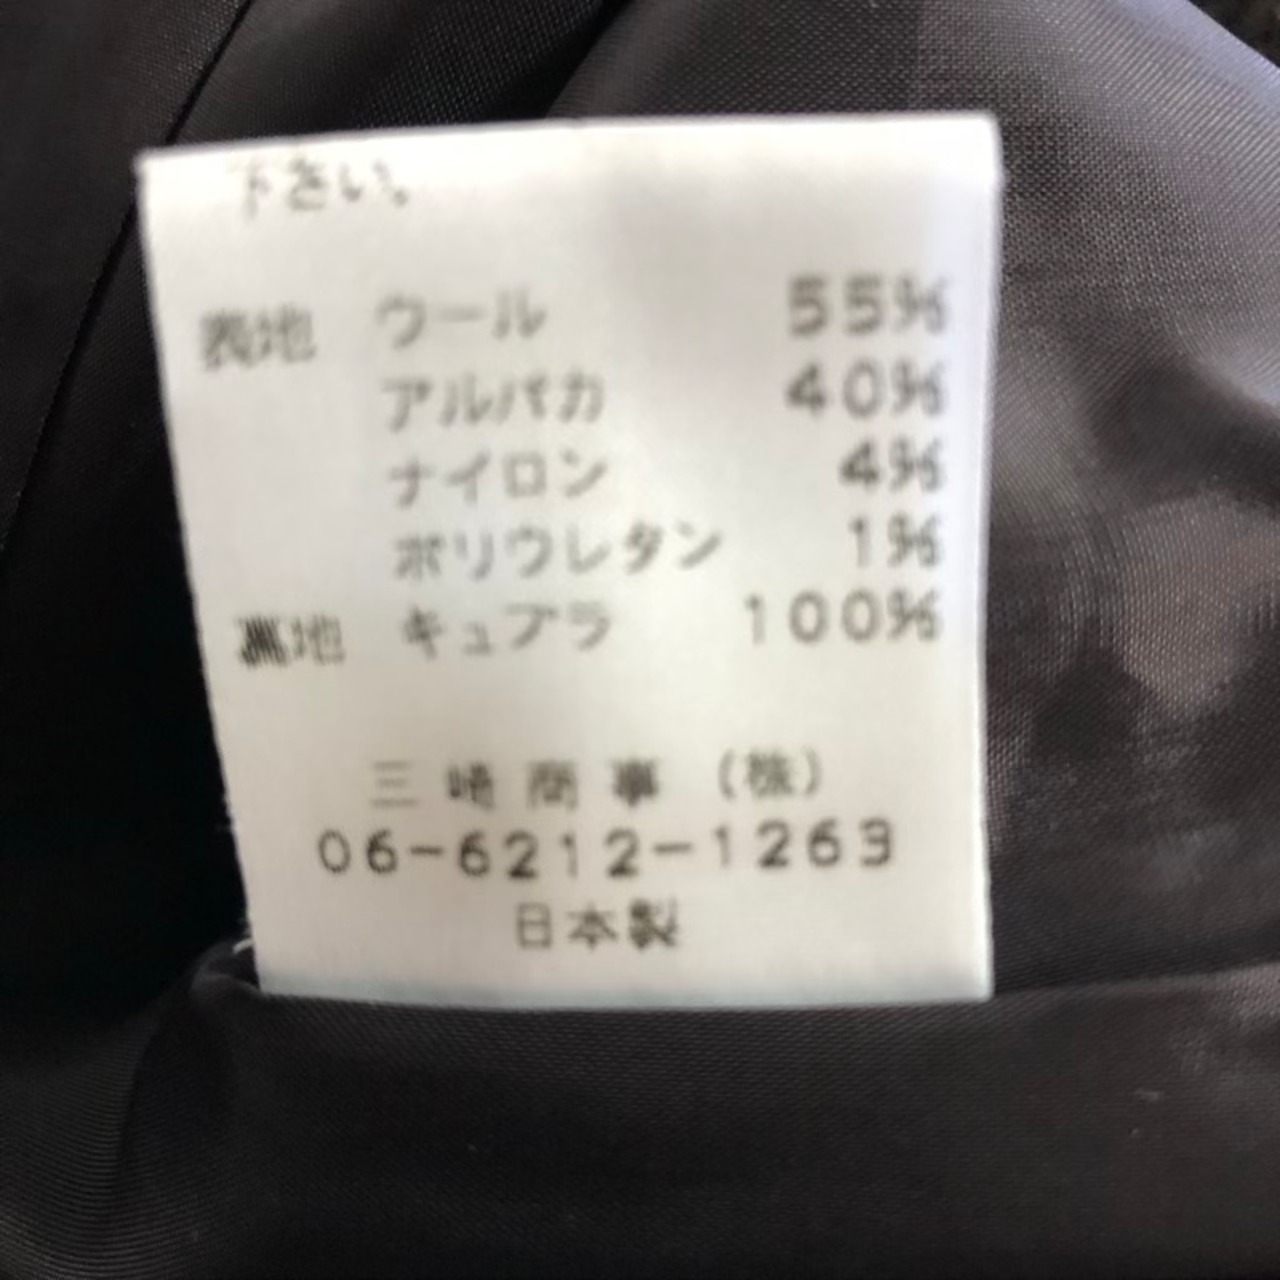 下さい。
表地 ウール 55%
アルパカ 40%
ナイロン 4%
ポリウレタン 1%
裏地 キュプラ 100%
三崎商事(株)
06-6212-1263
日本製